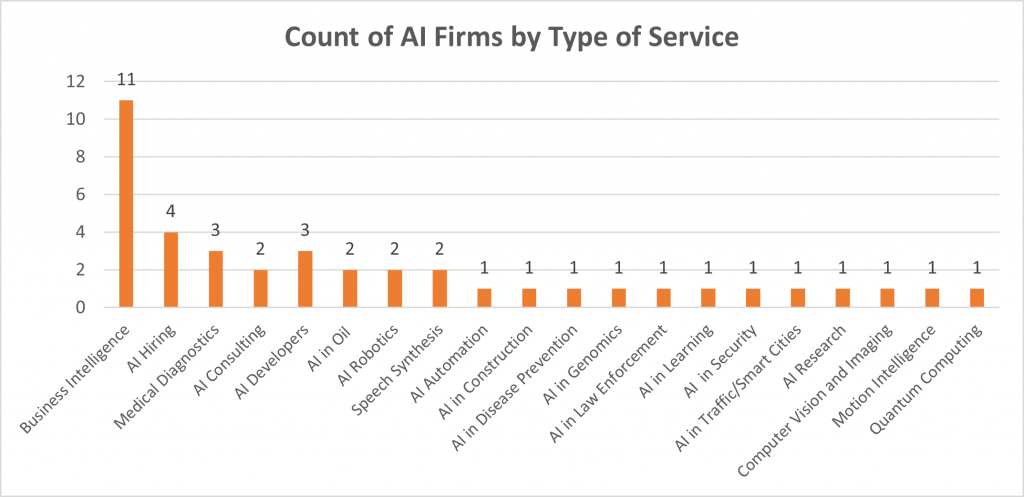 Count of AI Firms by Type of Service
12
10
8
6
4
2
0
11
4
3
2
3
2
2
2
1
1
1
1
1
1
1
1
1
1
1
1
Business Intelligence
AI Hiring
Medical Diagnostics
AI Consulting
AI Developers
AI in Oil
AI Robotics
Speech Synthesis
AI Automation
AI in Construction
AI in Disease Prevention
AI in Genomics
AI in Law Enforcement
AI in Learning
AI  in Security
AI in Traffic/Smart Cities
AI Research
Computer Vision and Imaging
Motion Intelligence
Quantum Computing